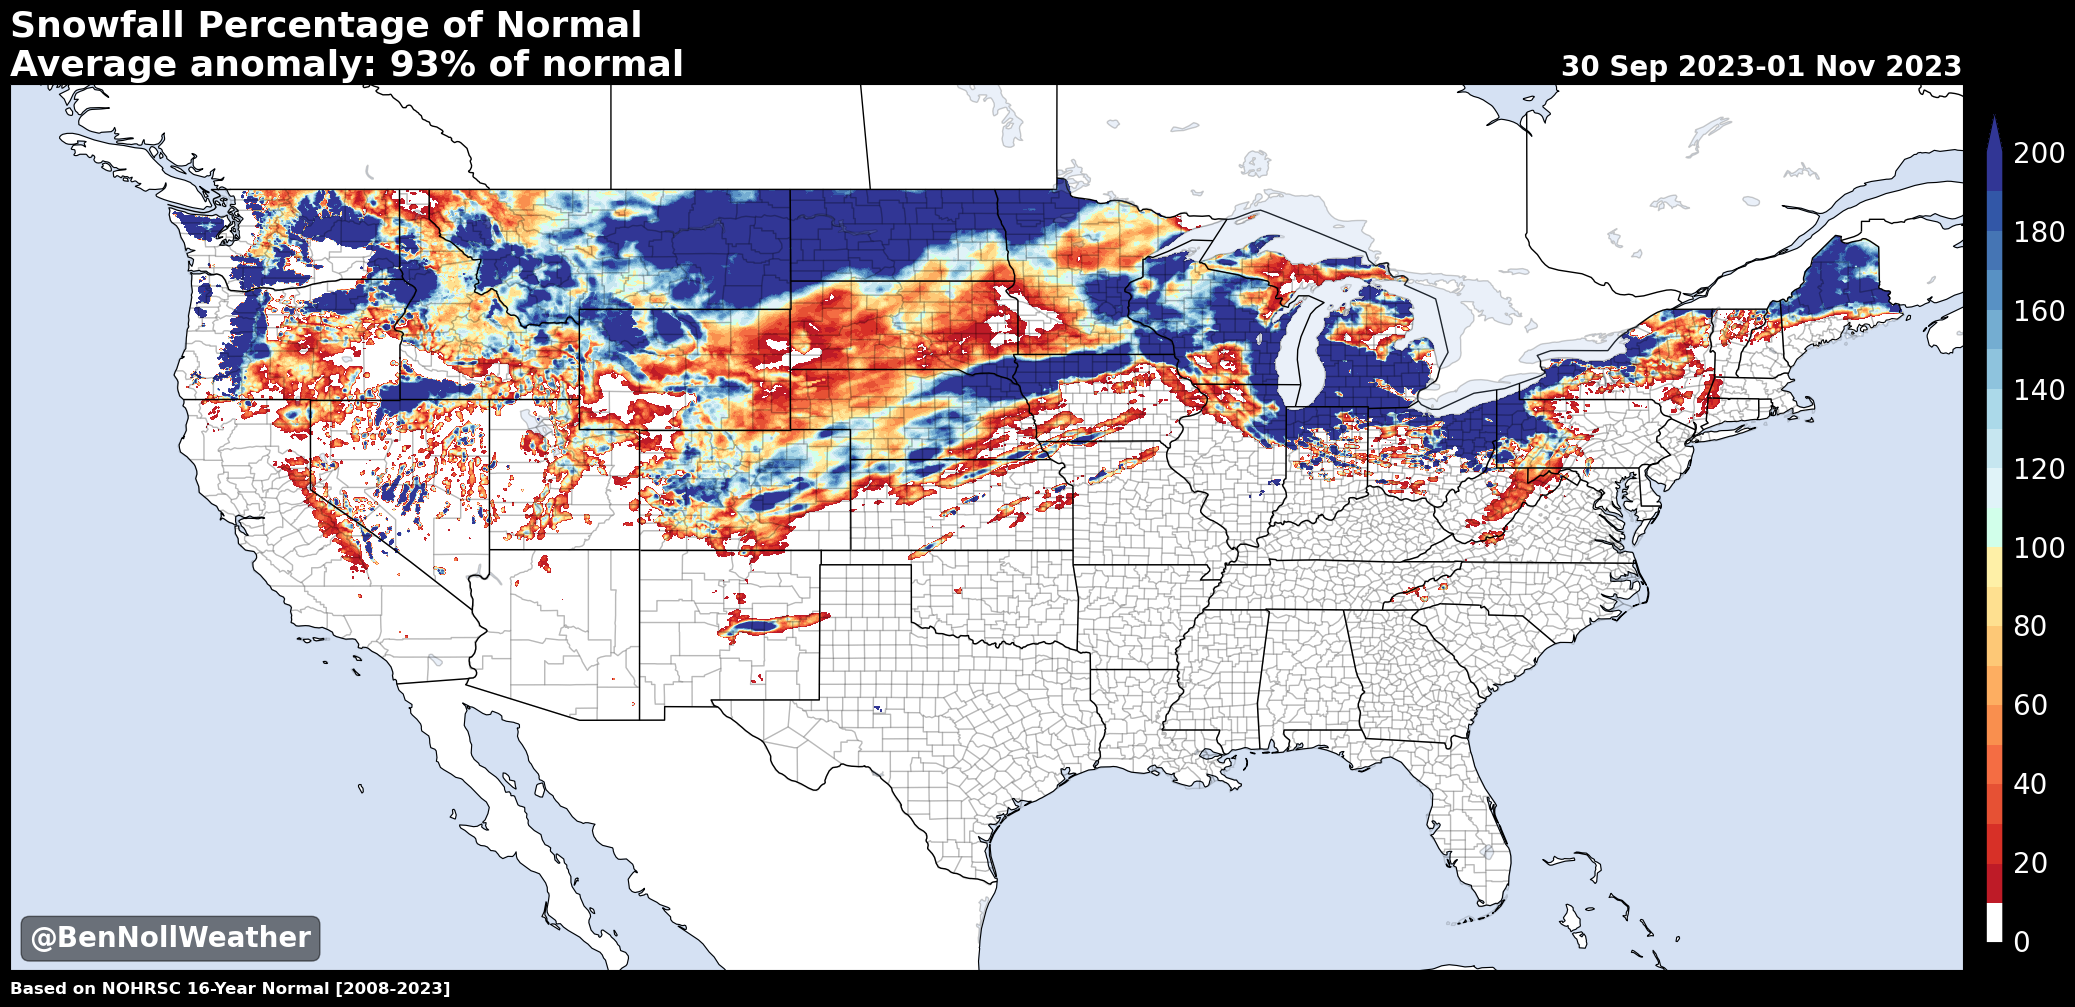 Snowfall Percentage of Normal
Average anomaly: 93% of normal
30 Sep 2023-01 Nov 2023
200
180
160
140
120
100
80
60
40
20
0
@BenNollWeather
Based on NOHRSC 16-Year Normal [2008-2023]